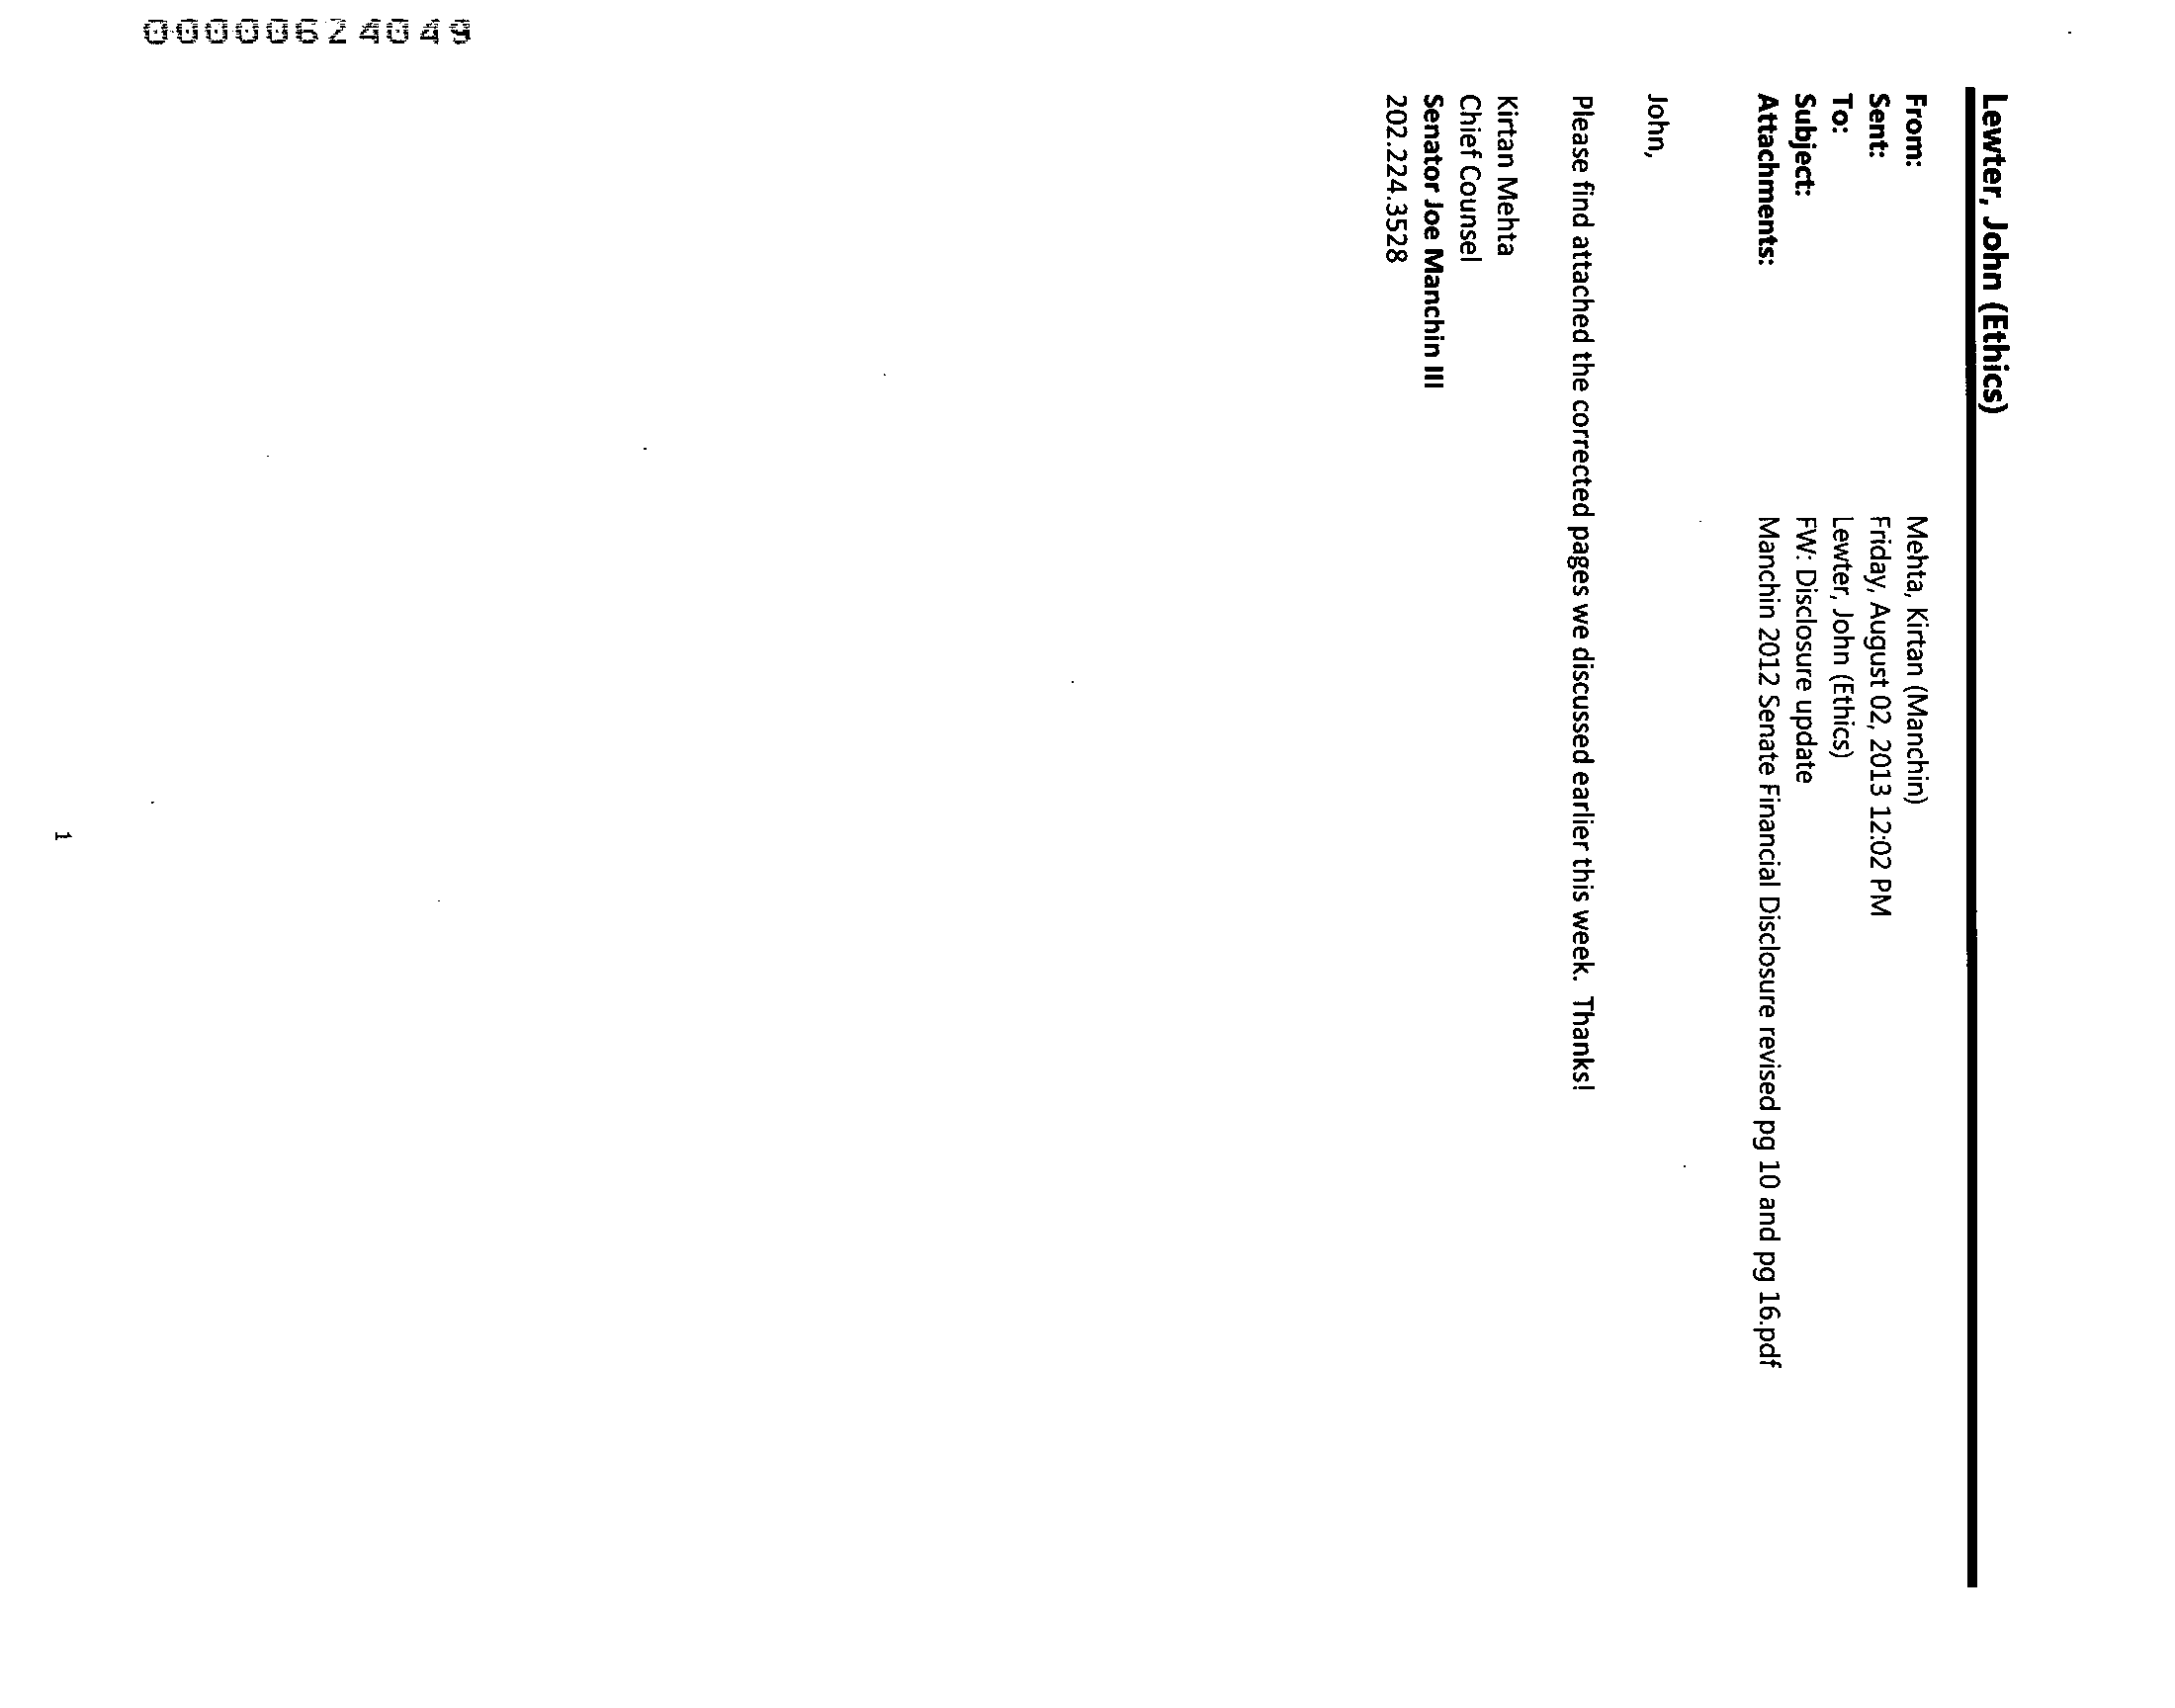 Lewter, John (Ethics)
From: Mehta, Kirtan (Manchin)
Sent: Friday, August 02, 2013 12:02 PM
To: Lewter, John (Ethics)
Subject: FW: Disclosure update
Attachments: Manchin 2012 Senate Financial Disclosure revised pg 10 and pg 16.pdf
John,
Please find attached the corrected pages we discussed earlier this week.  Thanks!
Kirtan Mehta
Chief Counsel
Senator Joe Manchin III
202.224.3528
1
00000624049